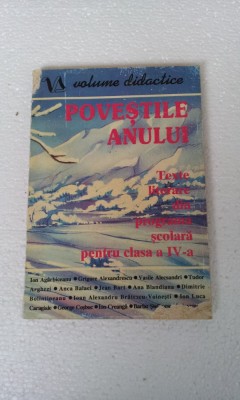 VA volume didactice
POVEȘTILE
ANULUI
Texte
literare
din
programa
școlară
pentru clasa a IV-a
Ion Agârbiceanu ● Grigore Alexandrescu ● Vasile Alecsandri ● Tudor
Arghezi ● Anca Balaci ● Jean Bart ● Ana Blandiana ● Dimitrie
Bolintineanu ● Ioan Alexandru Brătescu-Voinești ● Ion Luca
Caragiale ● George Coșbuc ● Ion Creangă ● Barbu